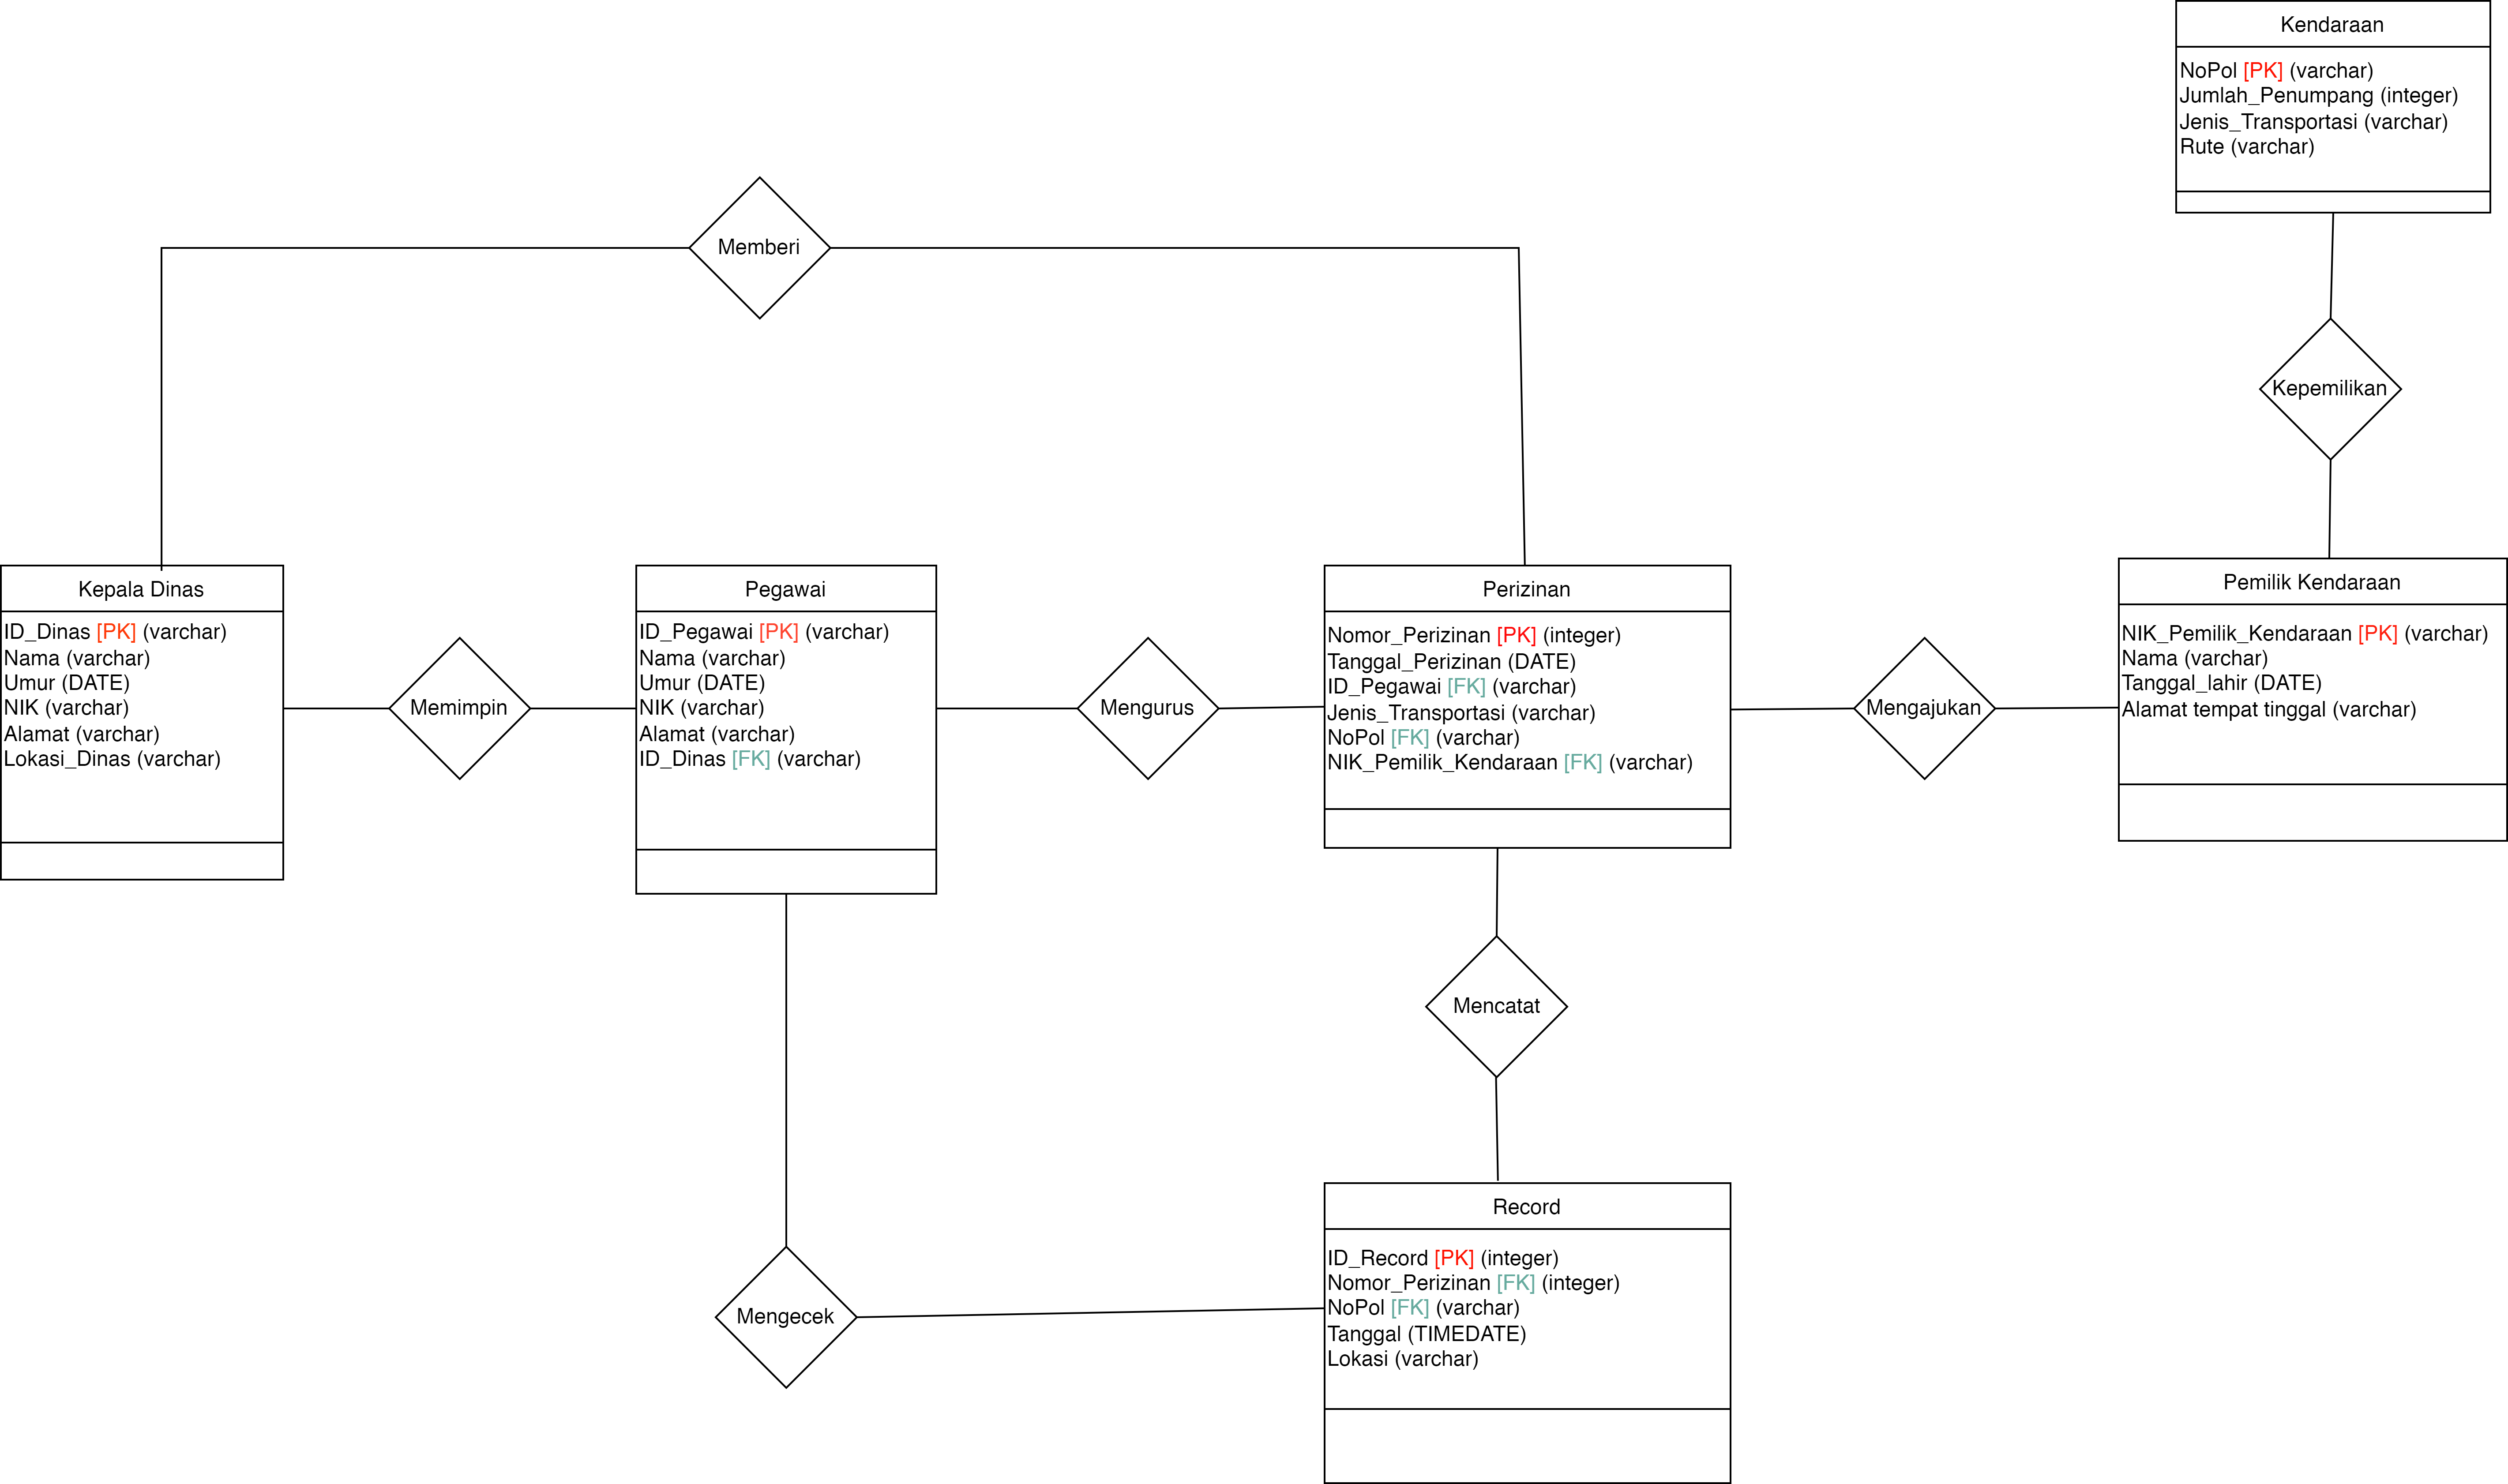 Kendaraan
NoPol [PK] (varchar)
Jumlah_Penumpang (integer)
Jenis_Transportasi (varchar)
Rute (varchar)
Memberi
Kepemilikan
Kepala Dinas
ID_Dinas [PK] (varchar)
Nama (varchar)
Umur (DATE)
NIK (varchar)
Alamat (varchar)
Lokasi_Dinas (varchar)
Memimpin
Pegawai
ID_Pegawai [PK] (varchar)
Nama (varchar)
Umur (DATE)
NIK (varchar)
Alamat (varchar)
ID_Dinas [FK] (varchar)
Mengurus
Perizinan
Nomor_Perizinan [PK] (integer)
Tanggal_Perizinan (DATE)
ID_Pegawai [FK] (varchar)
Jenis_Transportasi (varchar)
NoPol [FK] (varchar)
NIK_Pemilik_Kendaraan [FK] (varchar)
Mengajukan
Pemilik Kendaraan
NIK_Pemilik_Kendaraan [PK] (varchar)
Nama (varchar)
Tanggal_lahir (DATE)
Alamat tempat tinggal (varchar)
Mencatat
Mengecek
Record
ID_Record [PK] (integer)
Nomor_Perizinan [FK] (integer)
NoPol [FK] (varchar)
Tanggal (TIMEDATE)
Lokasi (varchar)